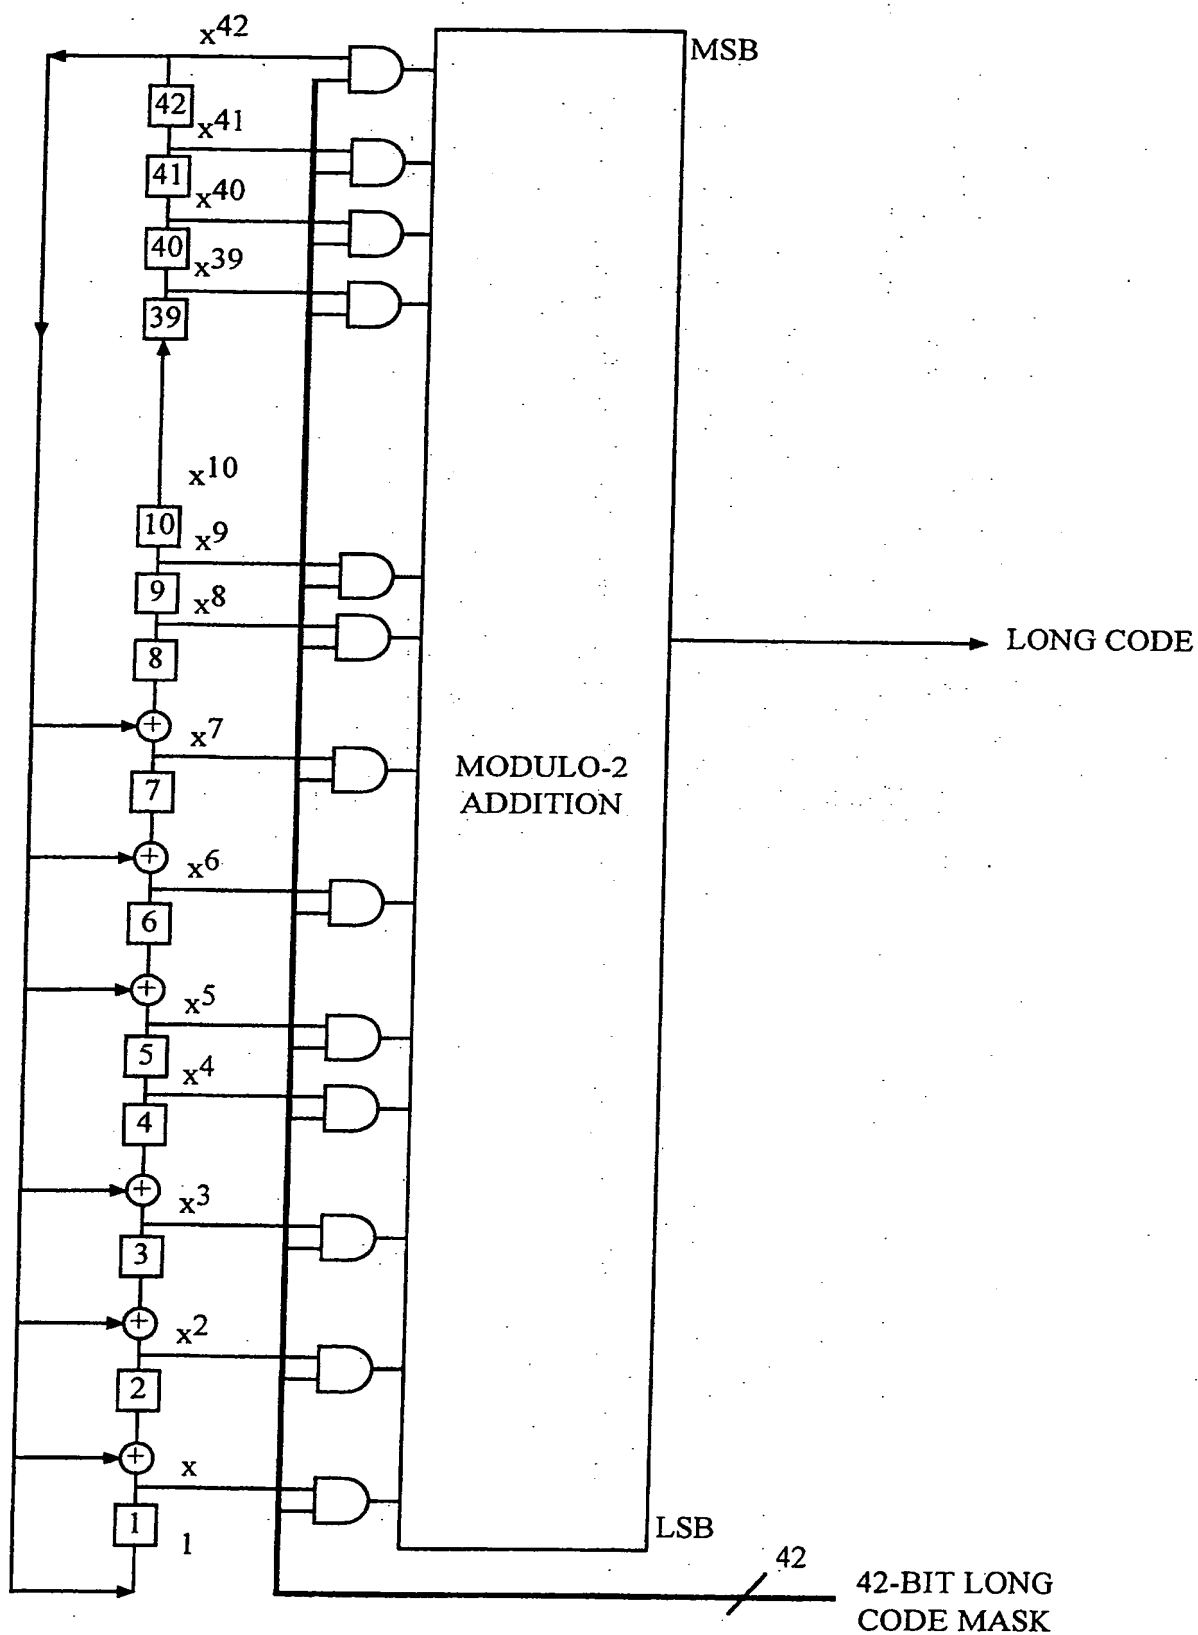 x42
MSB
42
x41
41
x40
40
x39
39
x10
10
x9
9
x8
8
LONG CODE
+
x7
MODULO-2
ADDITION
7
+
x6
6
+
x5
5
x4
4
+
x3
3
+
x2
2
+
x
1
1
LSB
42
42-BIT LONG
CODE MASK